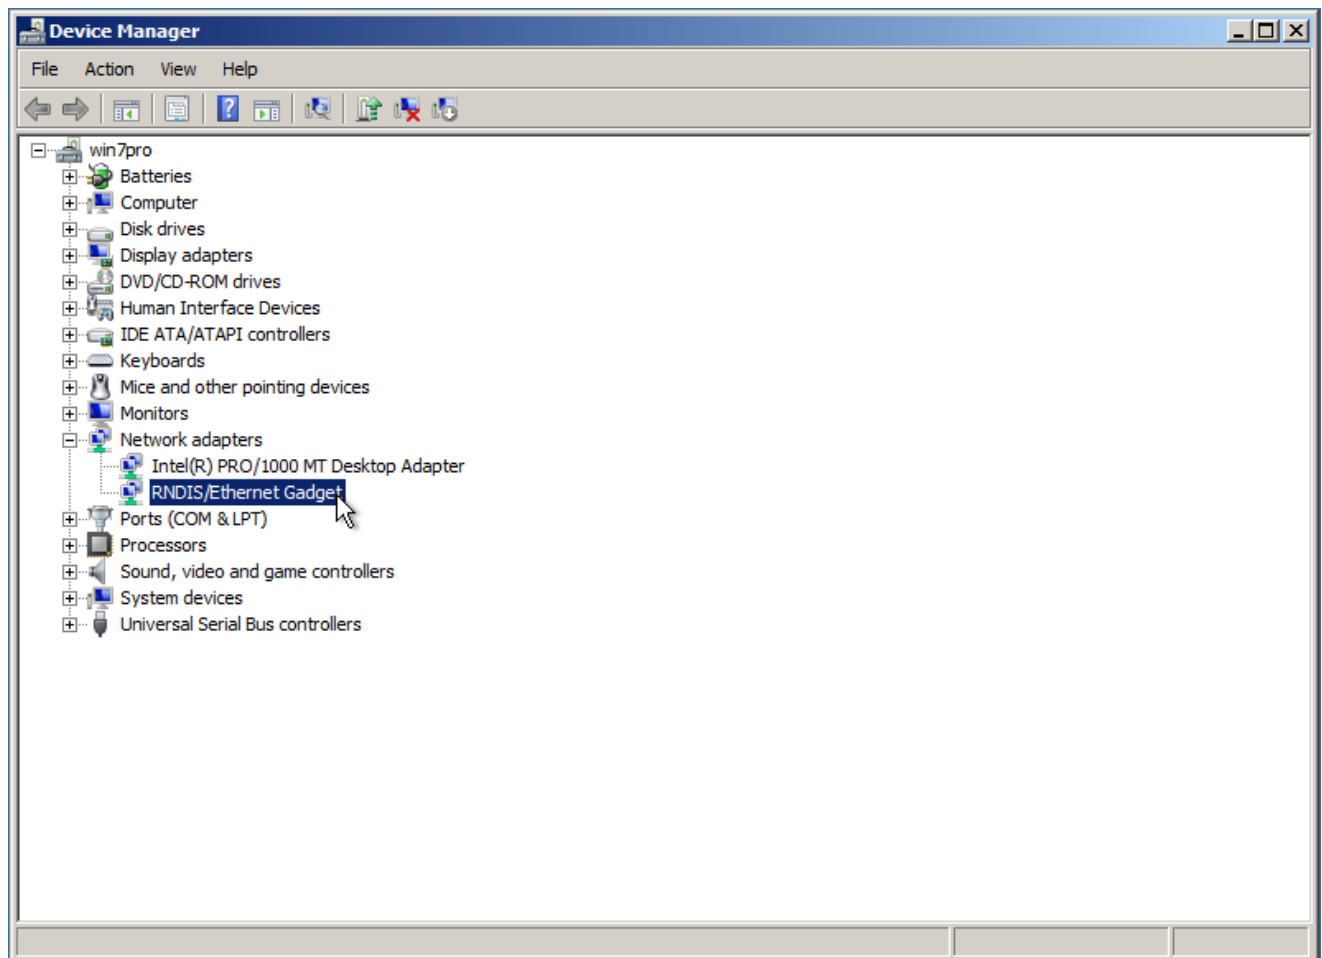 Device Manager
File Action View Help
win7pro
Batteries
Computer
Disk drives
Display adapters
DVD/CD-ROM drives
Human Interface Devices
IDE ATA/ATAPI controllers
Keyboards
Mice and other pointing devices
Monitors
Network adapters
Intel(R) PRO/1000 MT Desktop Adapter
RNDIS/Ethernet Gadget
Ports (COM & LPT)
Processors
Sound, video and game controllers
System devices
Universal Serial Bus controllers